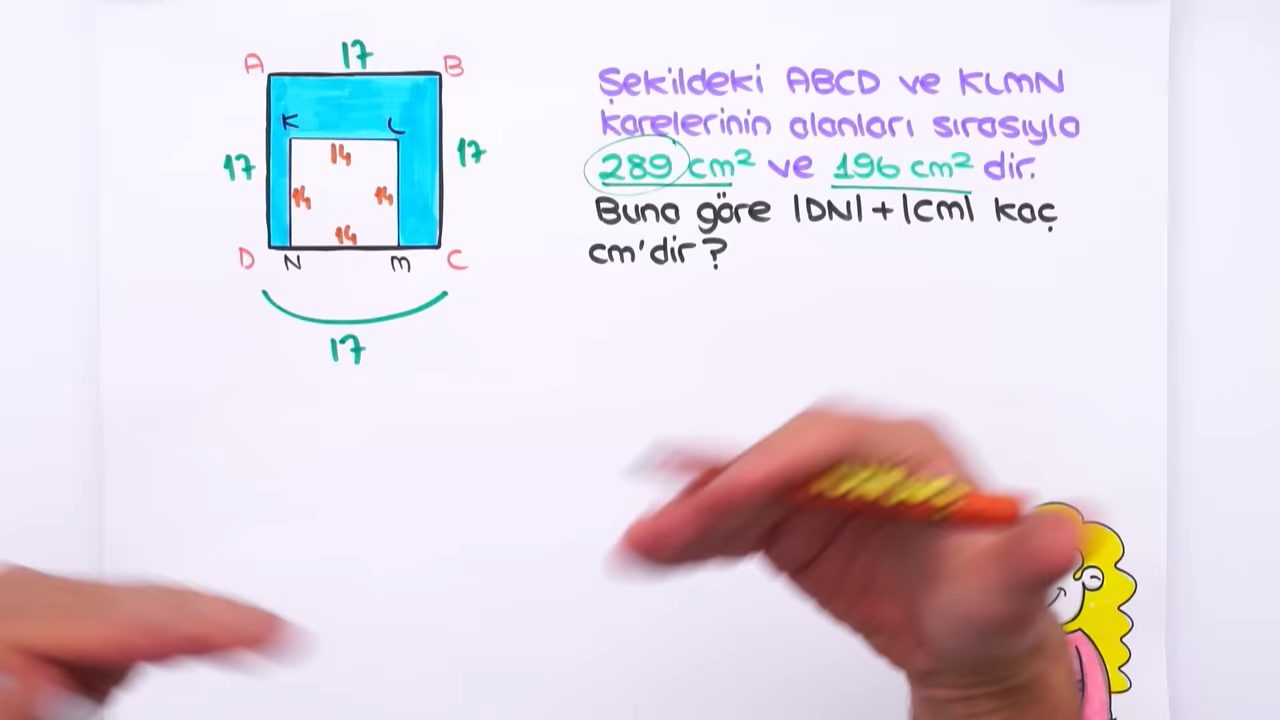 17
A B
K L
14
17 14 14 17
14
D N M C
17
Şekildeki ABCD ve KLMN
karelerinin alanları sırasıyla
289 cm² ve 196 cm² dir.
Buna göre |DN|+|CM| kaç
cm'dir?